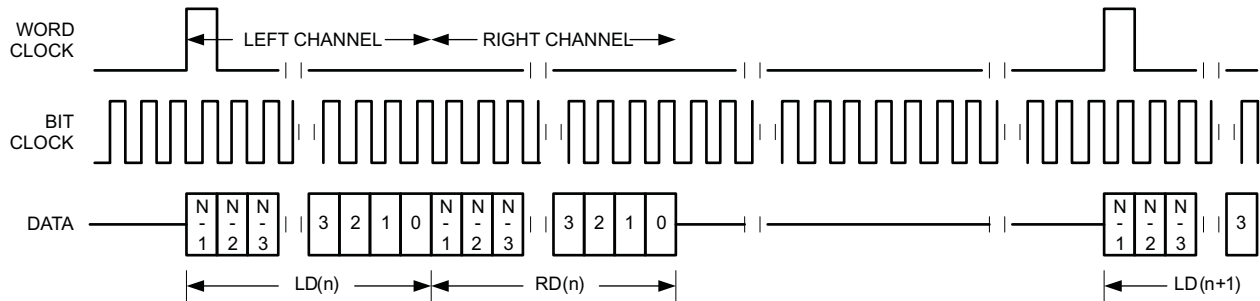 WORD
CLOCK
LEFT CHANNEL
RIGHT CHANNEL
BIT
CLOCK
DATA
N-1 N-2 N-3 3 2 1 0 N-1 N-2 N-3 3 2 1 0 N-1 N-2 N-3 3
LD(n) RD(n) LD(n+1)